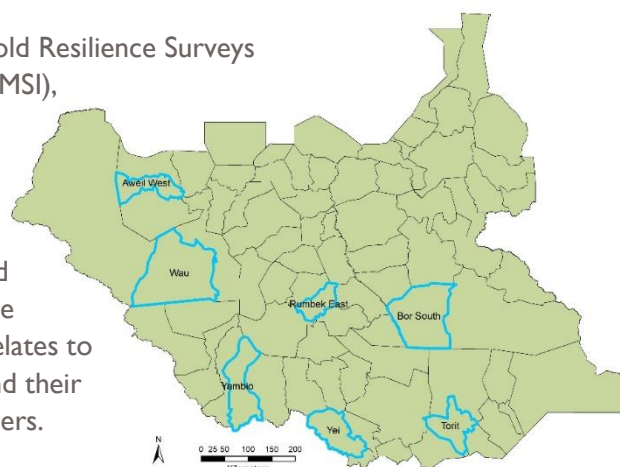 old Resilience Surveys
MSI),
d
e
elates to
nd their
ers.
Aweil West
Wau
Rumbek East
Bor South
Yambio
Yei
Torit
N
0 25 50 100 150 200